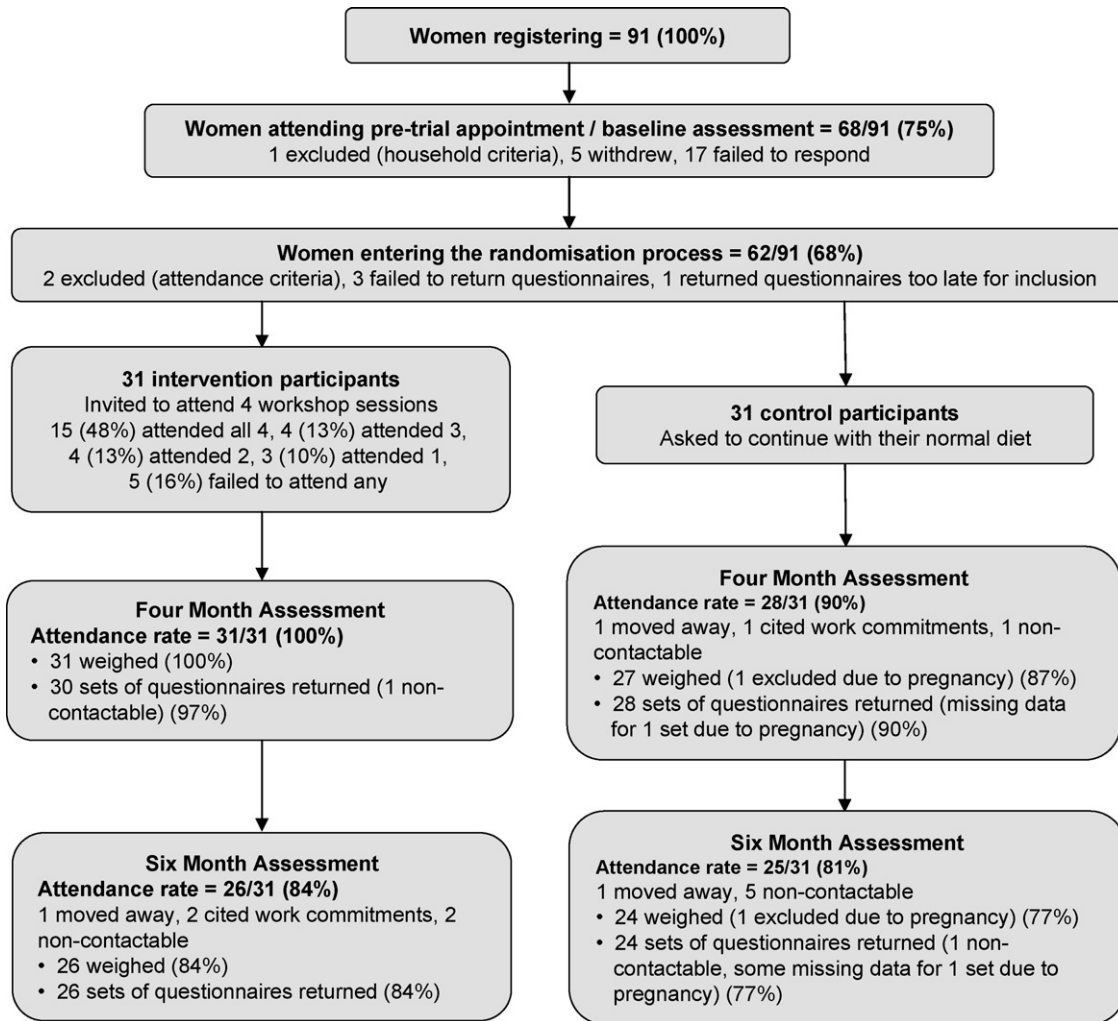 Women registering = 91 (100%)
Women attending pre-trial appointment / baseline assessment = 68/91 (75%)
1 excluded (household criteria), 5 withdrew, 17 failed to respond
Women entering the randomisation process = 62/91 (68%)
2 excluded (attendance criteria), 3 failed to return questionnaires, 1 returned questionnaires too late for inclusion
31 intervention participants
Invited to attend 4 workshop sessions
15 (48%) attended all 4, 4 (13%) attended 3,
4 (13%) attended 2, 3 (10%) attended 1,
5 (16%) failed to attend any
31 control participants
Asked to continue with their normal diet
Four Month Assessment
Attendance rate = 31/31 (100%)
• 31 weighed (100%)
• 30 sets of questionnaires returned (1 non-
contactable) (97%)
Four Month Assessment
Attendance rate = 28/31 (90%)
1 moved away, 1 cited work commitments, 1 non-
contactable
• 27 weighed (1 excluded due to pregnancy) (87%)
• 28 sets of questionnaires returned (missing data
for 1 set due to pregnancy) (90%)
Six Month Assessment
Attendance rate = 26/31 (84%)
1 moved away, 2 cited work commitments, 2
non-contactable
• 26 weighed (84%)
• 26 sets of questionnaires returned (84%)
Six Month Assessment
Attendance rate = 25/31 (81%)
1 moved away, 5 non-contactable
• 24 weighed (1 excluded due to pregnancy) (77%)
• 24 sets of questionnaires returned (1 non-
contactable, some missing data for 1 set due to
pregnancy) (77%)